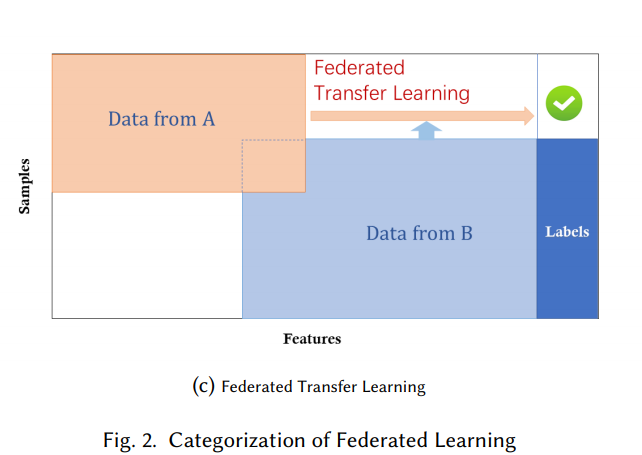 Federated
Transfer Learning
Data from A
Samples
Data from B
Labels
Features
(c) Federated Transfer Learning
Fig. 2. Categorization of Federated Learning